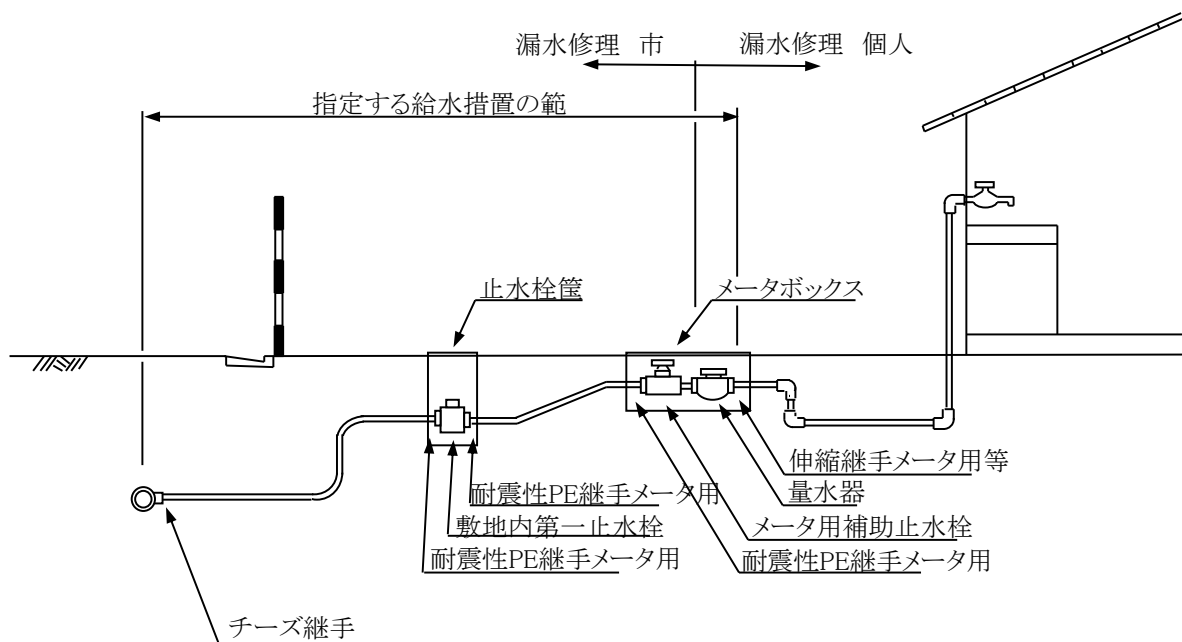 漏水修理 市
漏水修理 個人
指定する給水措置の範
止水栓筺
メータボックス
伸縮継手メータ用等
耐震性PE継手メータ用
量水器
敷地内第一止水栓
メータ用補助止水栓
耐震性PE継手メータ用
耐震性PE継手メータ用
チーズ継手